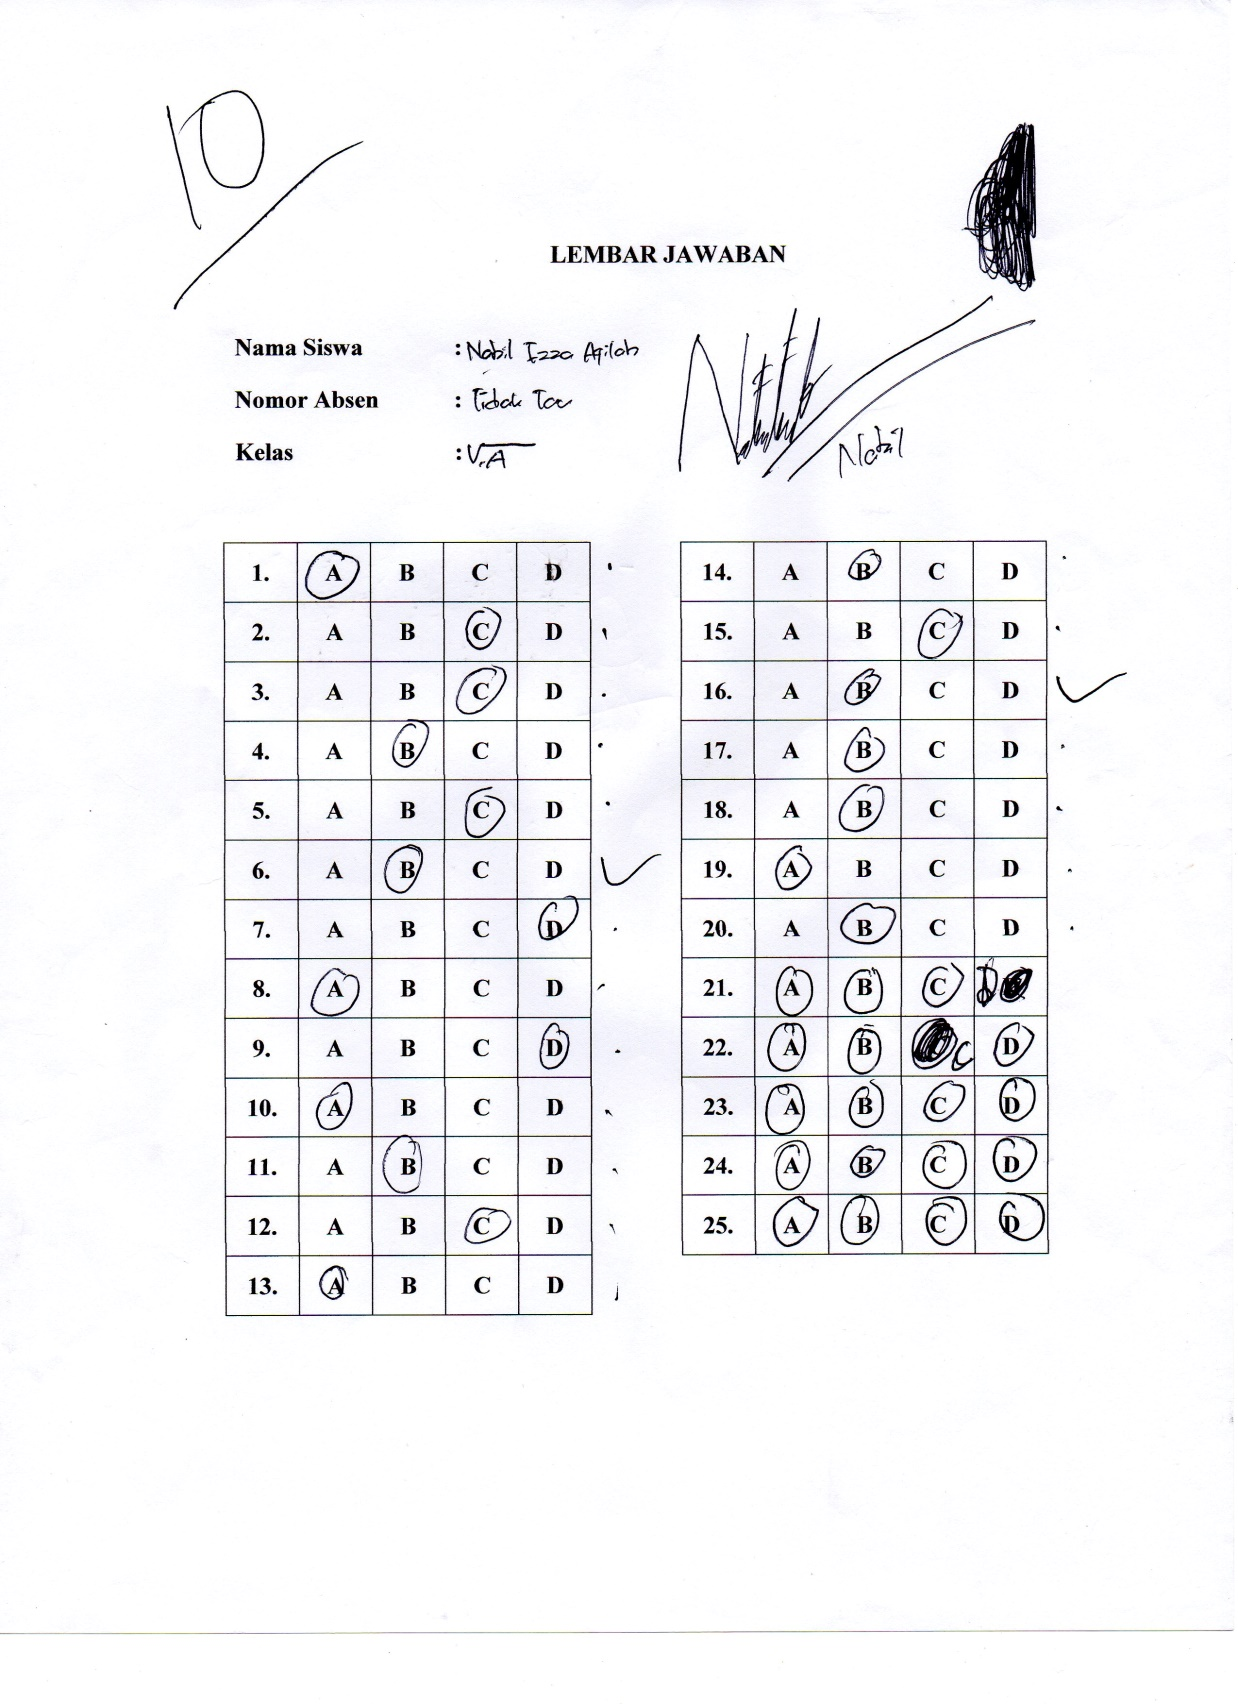 10
LEMBAR JAWABAN
Nama Siswa : Nabil Izza Aqilah
Nomor Absen : Tidak Tau
Kelas : V.A
Nabil
1. A B C D
2. A B C D
3. A B C D
4. A B C D
5. A B C D
6. A B C D
7. A B C D
8. A B C D
9. A B C D
10. A B C D
11. A B C D
12. A B C D
13. A B C D
14. A B C D
15. A B C D
16. A B C D
17. A B C D
18. A B C D
19. A B C D
20. A B C D
21. A B C D
22. A B C D
23. A B C D
24. A B C D
25. A B C D